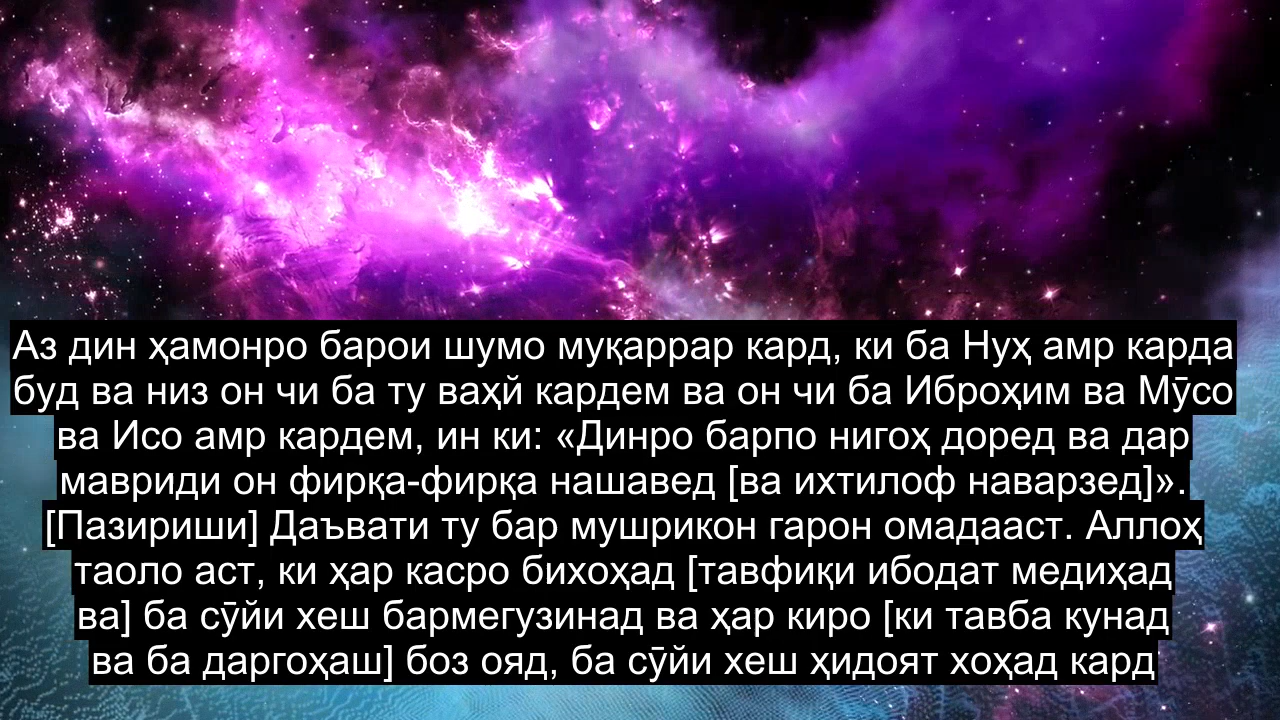 Аз дин ҳамонро барои шумо муқаррар кард, ки ба Нуҳ амр карда
буд ва низ он чи ба ту ваҳй кардем ва он чи ба Иброҳим ва Мӯсо
ва Исо амр кардем, ин ки: «Динро барпо нигоҳ доред ва дар
мавриди он фирқа-фирқа нашавед [ва ихтилоф наварзед]».
[Пазириши] Даъвати ту бар мушрикон гарон омадааст. Аллоҳ
таоло аст, ки ҳар касро бихоҳад [тавфиқи ибодат медиҳад
ва] ба сӯйи хеш бармегузинад ва ҳар киро [ки тавба кунад
ва ба даргоҳаш] боз ояд, ба сӯйи хеш ҳидоят хоҳад кард